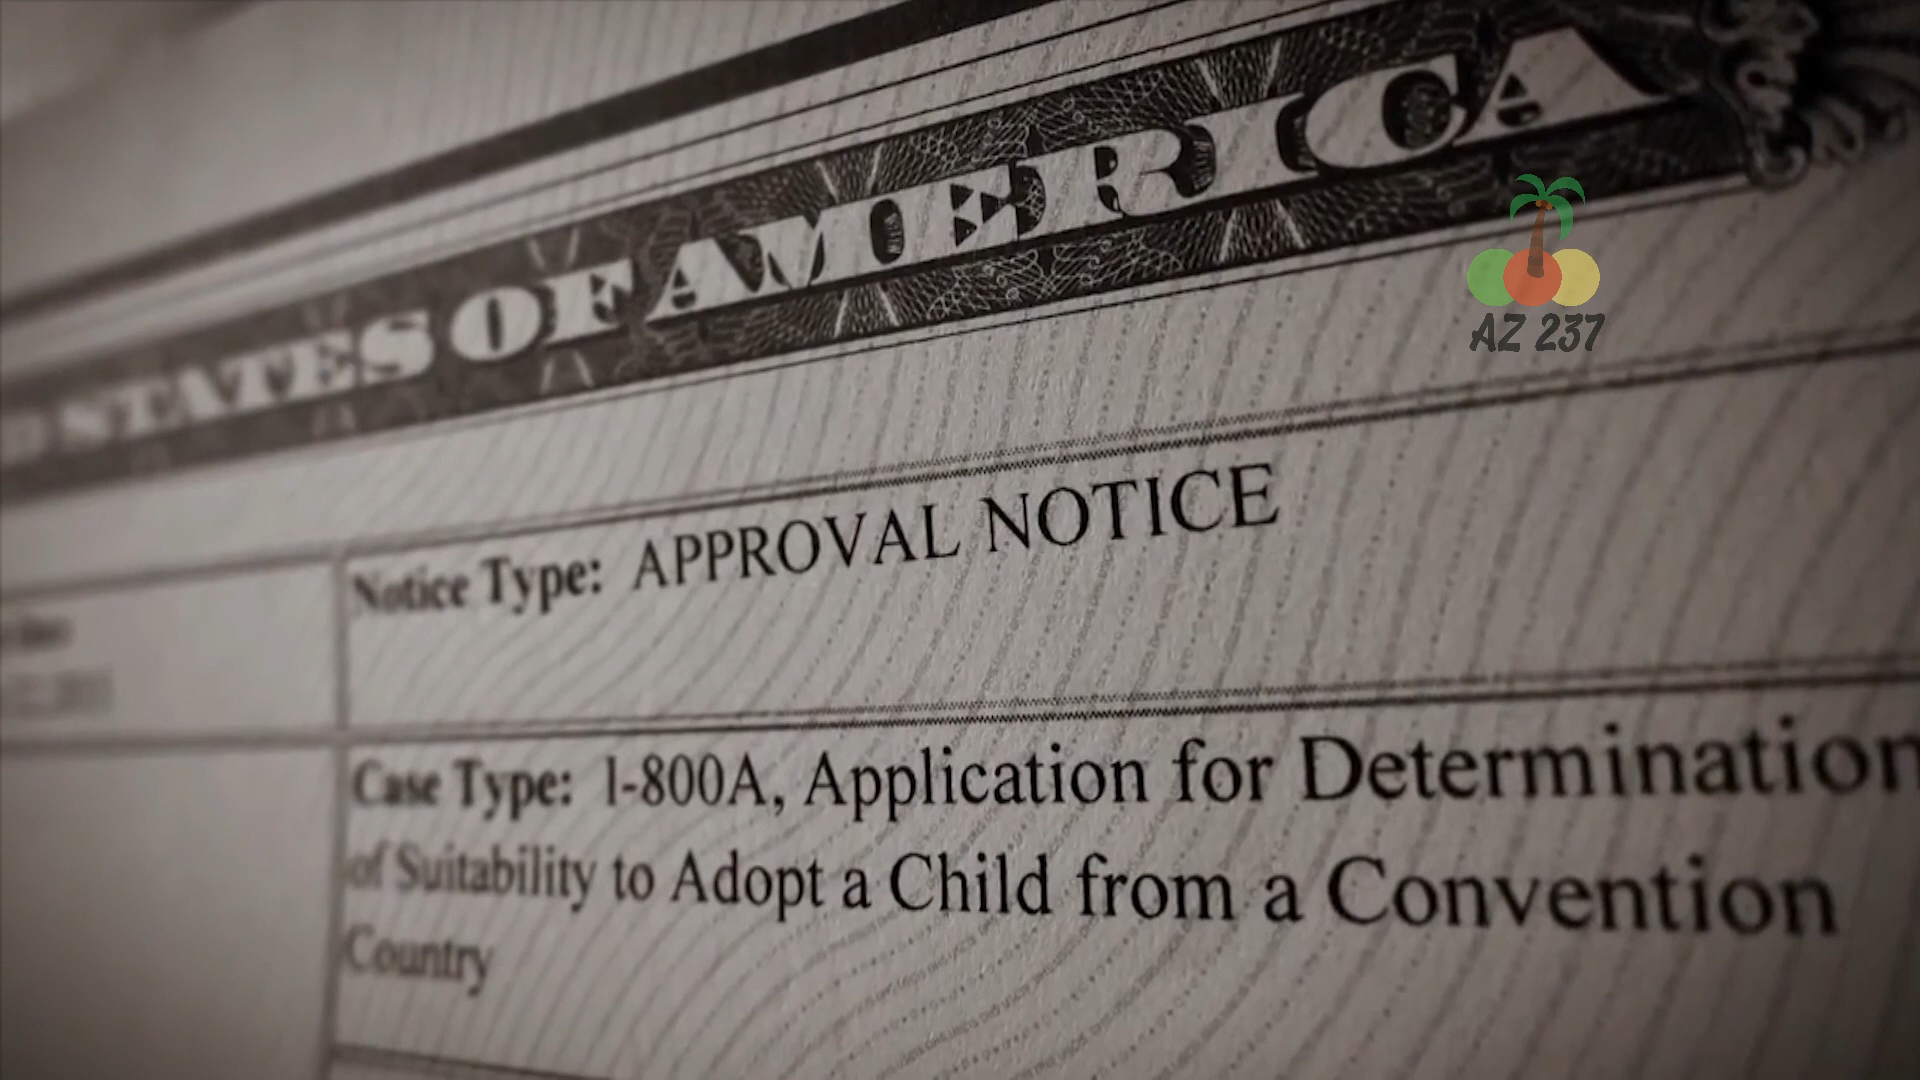 STATES OF AMERICA
AZ 237
Notice Type: APPROVAL NOTICE
Case Type: I-800A, Application for Determination
of Suitability to Adopt a Child from a Convention
Country